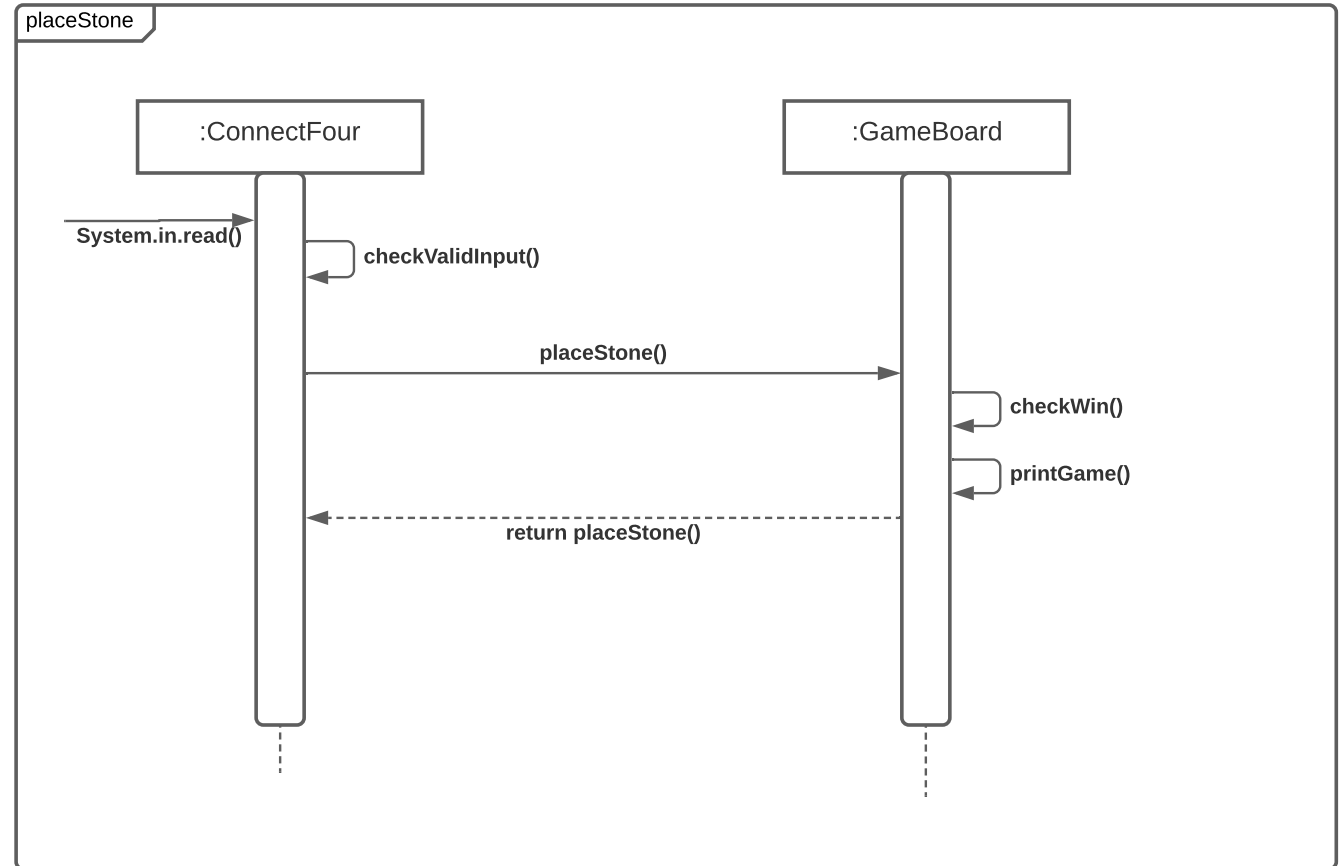 placeStone
:ConnectFour
:GameBoard
System.in.read()
checkValidInput()
placeStone()
checkWin()
printGame()
return placeStone()